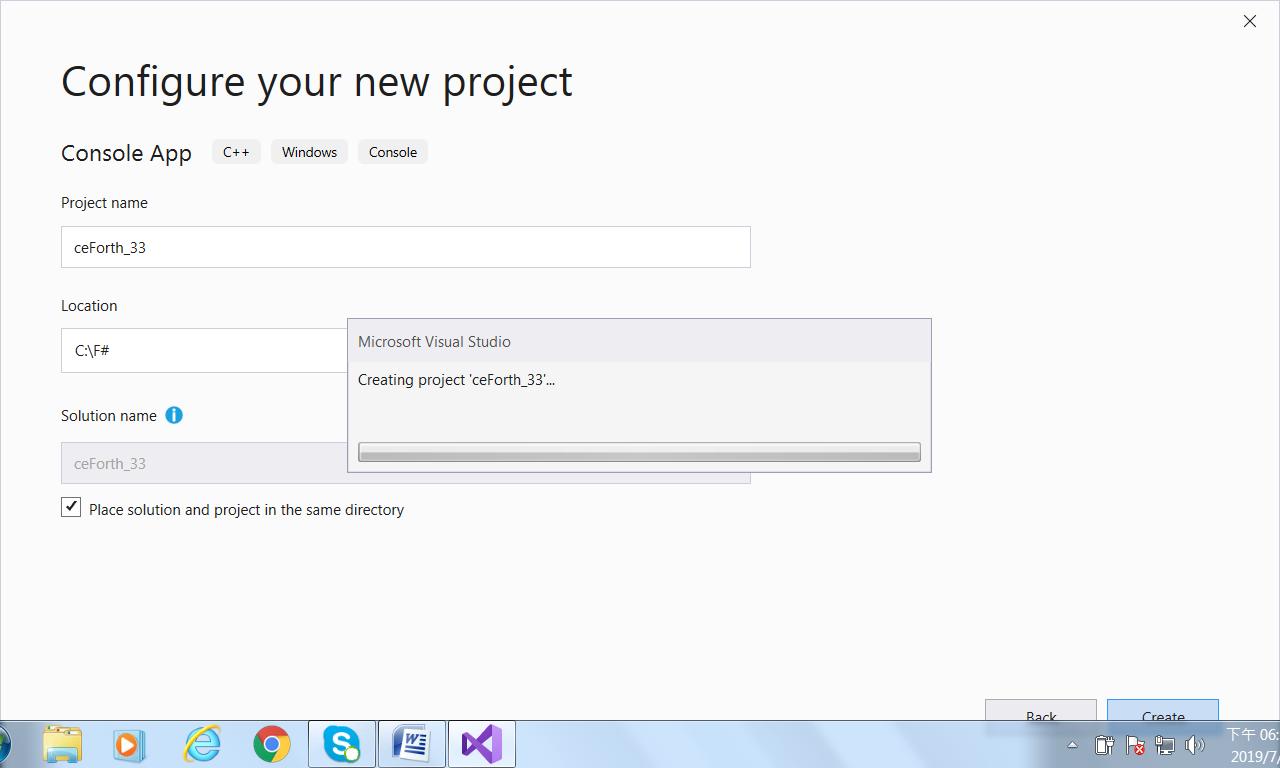 Configure your new project
Console App C++ Windows Console
Project name
ceForth_33
Location
C:\F#
Microsoft Visual Studio
Creating project 'ceForth_33'...
Solution name
ceForth_33
Place solution and project in the same directory
Back Create
下午 06:
2019/7/